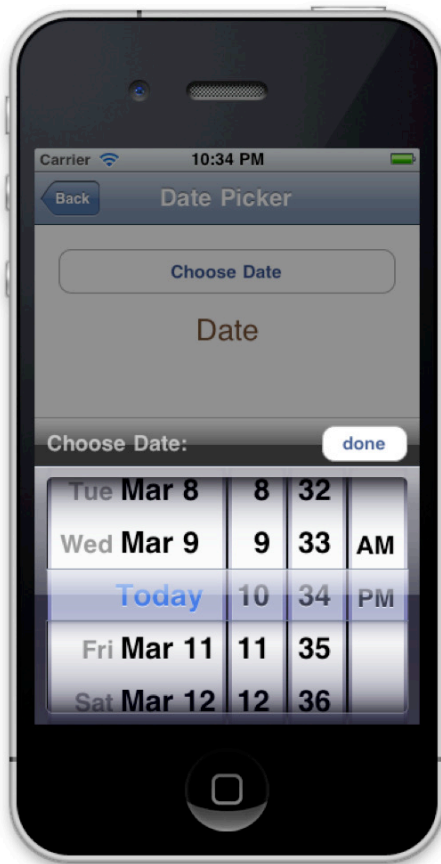 Carrier 10:34 PM
Back Date Picker
Choose Date
Date
Choose Date: done
Tue Mar 8 8 32
Wed Mar 9 9 33 AM
Today 10 34 PM
Fri Mar 11 11 35
Sat Mar 12 12 36